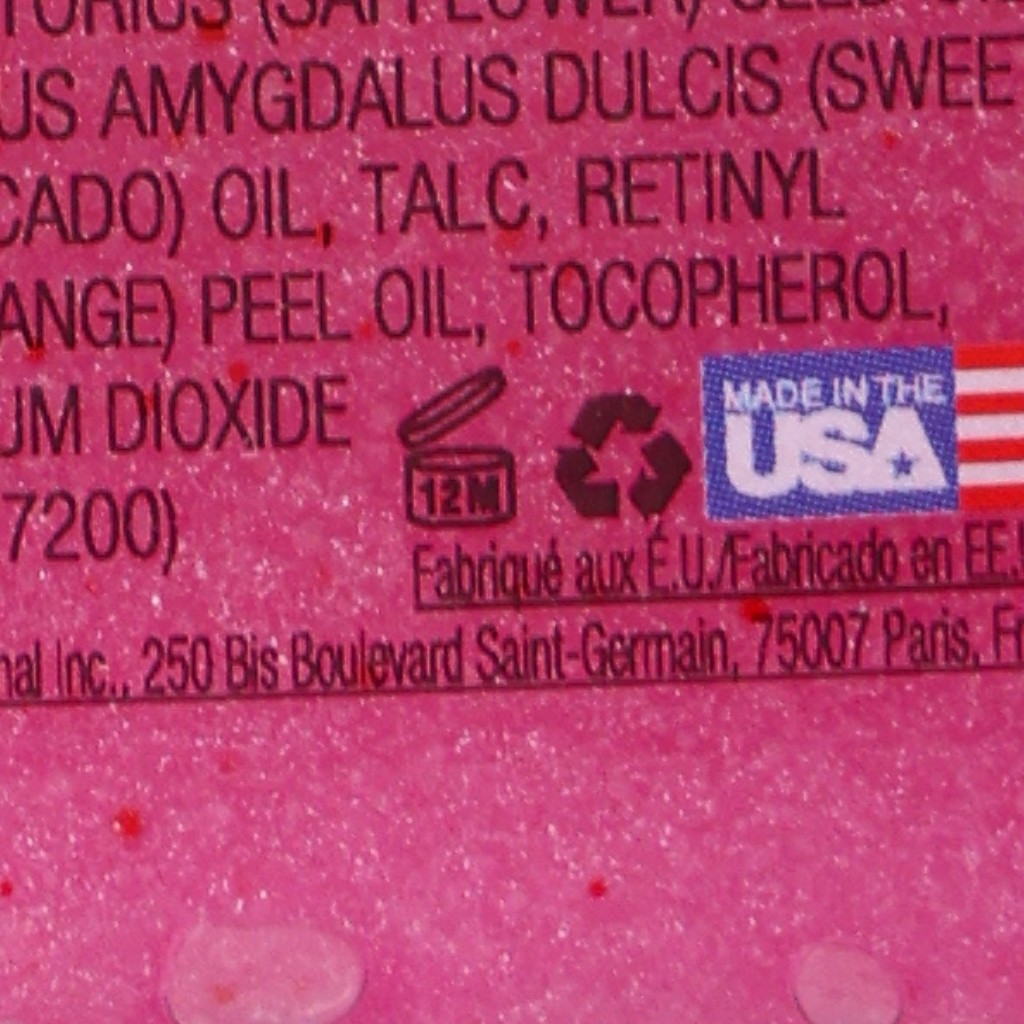 US AMYGDALUS DULCIS (SWEE
CADO) OIL, TALC, RETINYL
ANGE) PEEL OIL, TOCOPHEROL,
UM DIOXIDE
12M
MADE IN THE
USA
7200)
Fabriqué aux É.U./Fabricado en EE.
nal Inc., 250 Bis Boulevard Saint-Germain, 75007 Paris, Fr